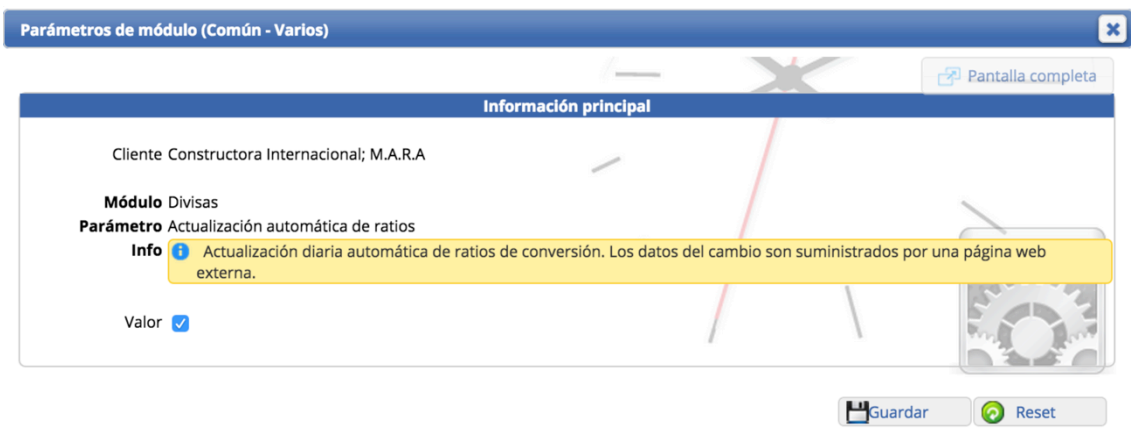 Parámetros de módulo (Común - Varios)
Pantalla completa
Información principal
Cliente Constructora Internacional; M.A.R.A
Módulo Divisas
Parámetro Actualización automática de ratios
Info Actualización diaria automática de ratios de conversión. Los datos del cambio son suministrados por una página web
externa.
Valor
Guardar Reset